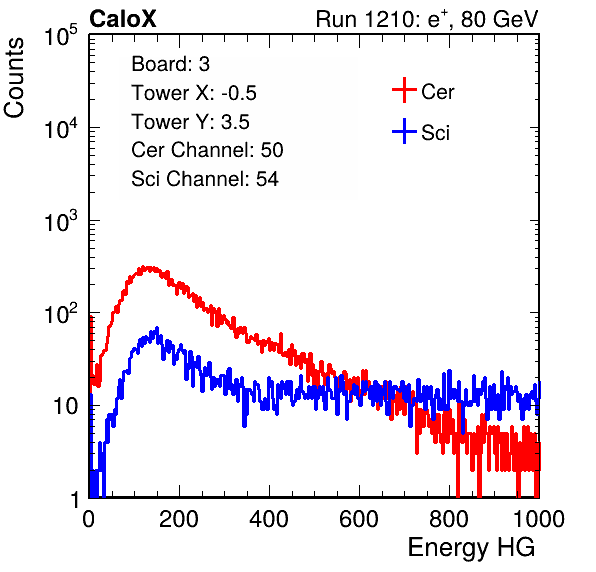 CaloX Run 1210: e⁺, 80 GeV
Counts
10⁵
10⁴
10³
10²
10
1
Board: 3
Tower X: -0.5
Tower Y: 3.5
Cer Channel: 50
Sci Channel: 54
Cer
Sci
0 200 400 600 800 1000
Energy HG